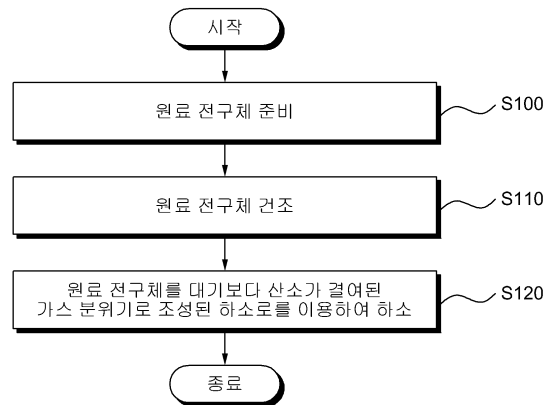 시작
원료 전구체 준비
S100
원료 전구체 건조
S110
원료 전구체를 대기보다 산소가 결여된
가스 분위기로 조성된 하소로를 이용하여 하소
S120
종료